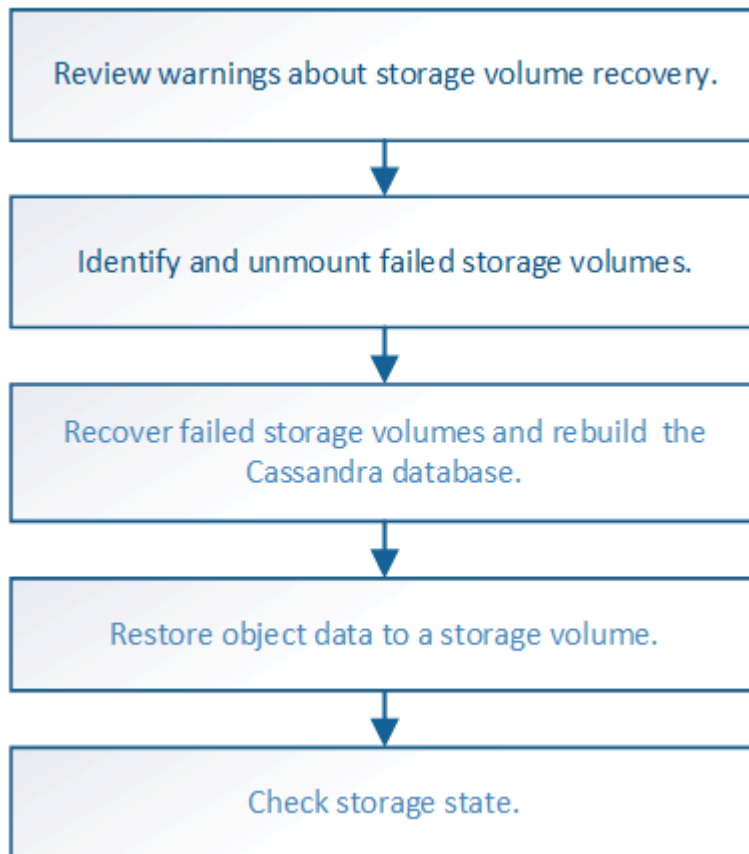 Review warnings about storage volume recovery.
Identify and unmount failed storage volumes.
Recover failed storage volumes and rebuild the
Cassandra database.
Restore object data to a storage volume.
Check storage state.